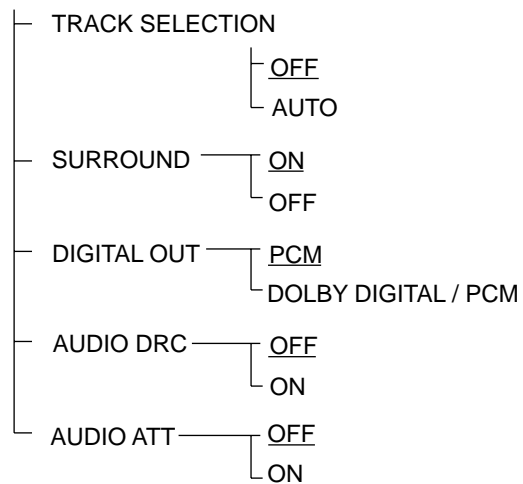 TRACK SELECTION
OFF
AUTO
SURROUND
ON
OFF
DIGITAL OUT
PCM
DOLBY DIGITAL / PCM
AUDIO DRC
OFF
ON
AUDIO ATT
OFF
ON